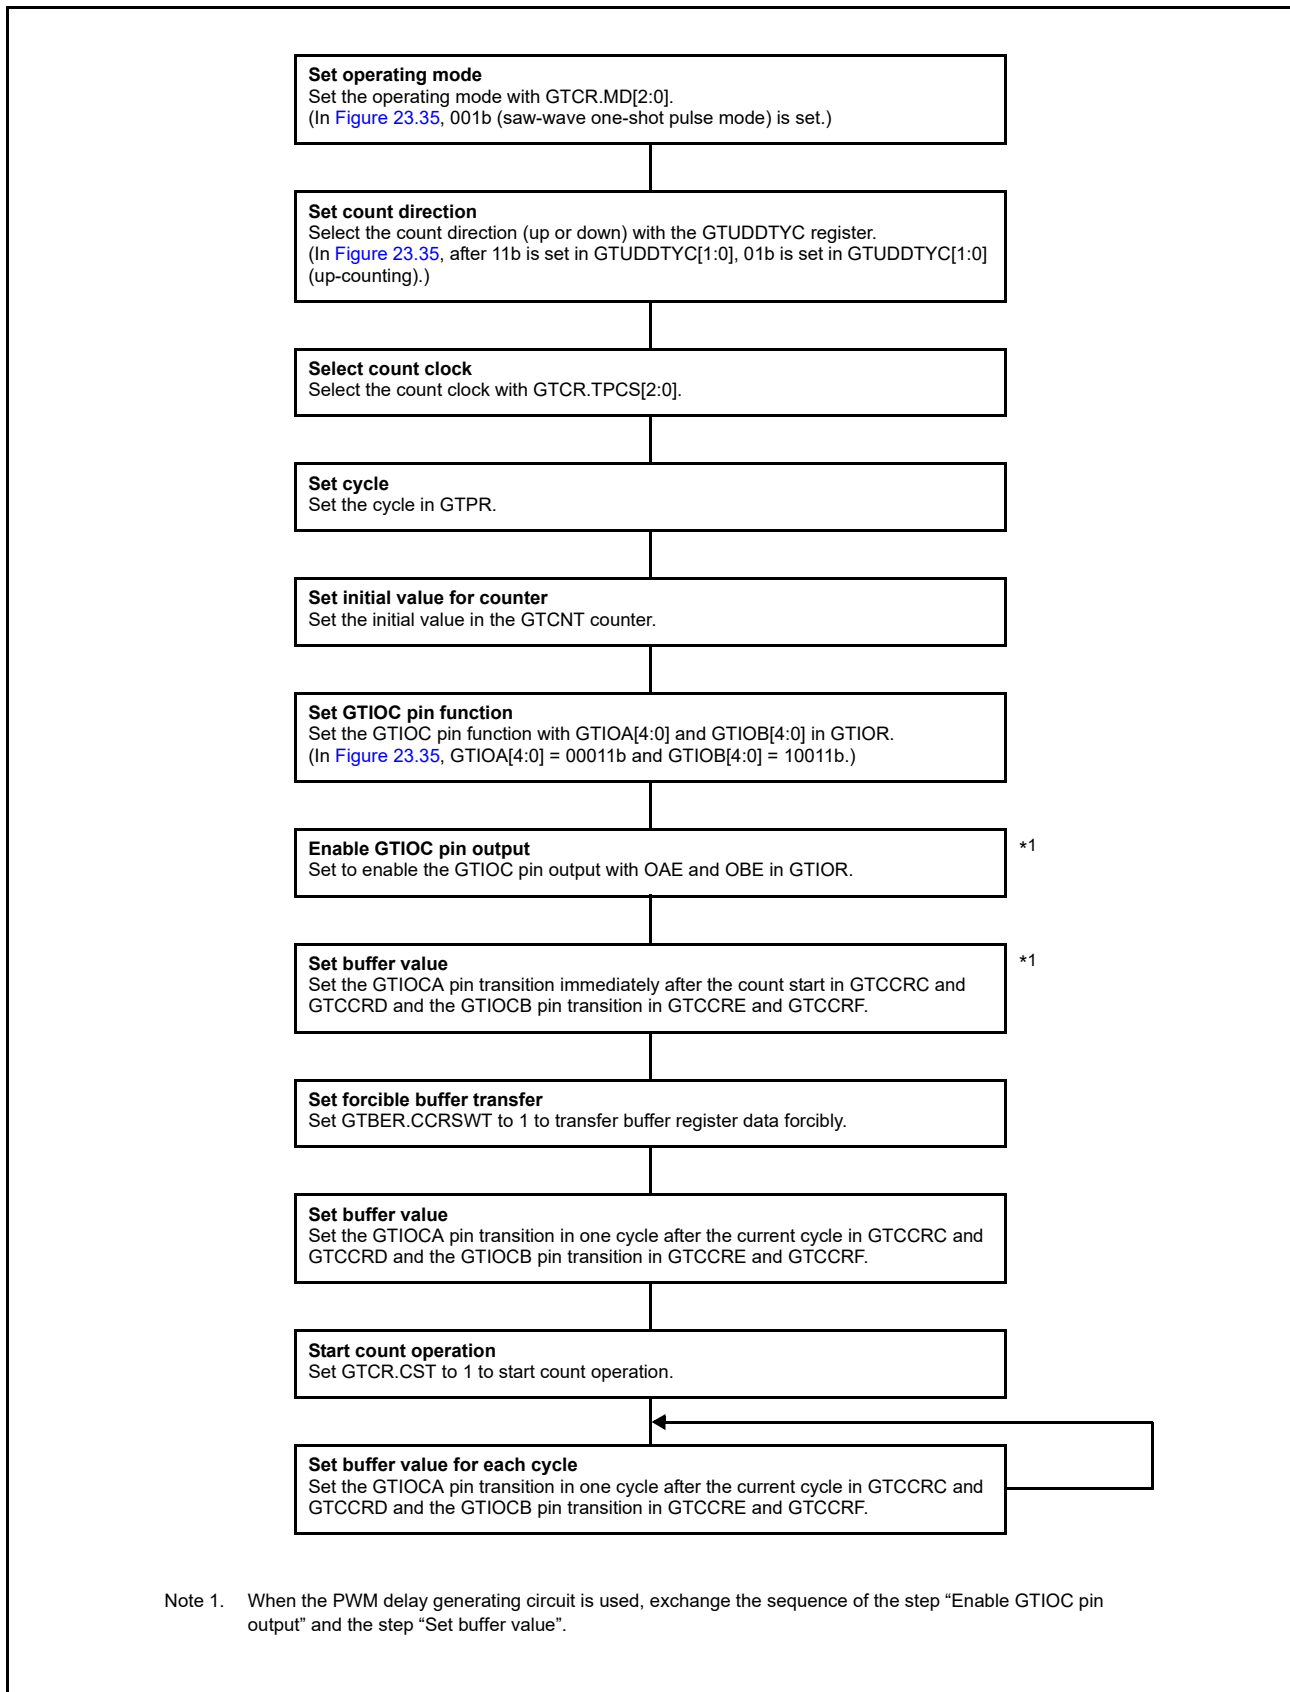 Set operating mode
Set the operating mode with GTCR.MD[2:0].
(In Figure 23.35, 001b (saw-wave one-shot pulse mode) is set.)
Set count direction
Select the count direction (up or down) with the GTUDDTYC register.
(In Figure 23.35, after 11b is set in GTUDDTYC[1:0], 01b is set in GTUDDTYC[1:0]
(up-counting).)
Select count clock
Select the count clock with GTCR.TPCS[2:0].
Set cycle
Set the cycle in GTPR.
Set initial value for counter
Set the initial value in the GTCNT counter.
Set GTIOC pin function
Set the GTIOC pin function with GTIOA[4:0] and GTIOB[4:0] in GTIOR.
(In Figure 23.35, GTIOA[4:0] = 00011b and GTIOB[4:0] = 10011b.)
Enable GTIOC pin output *1
Set to enable the GTIOC pin output with OAE and OBE in GTIOR.
Set buffer value *1
Set the GTIOCA pin transition immediately after the count start in GTCCRC and
GTCCRD and the GTIOCB pin transition in GTCCRE and GTCCRF.
Set forcible buffer transfer
Set GTBER.CCRSWT to 1 to transfer buffer register data forcibly.
Set buffer value
Set the GTIOCA pin transition in one cycle after the current cycle in GTCCRC and
GTCCRD and the GTIOCB pin transition in GTCCRE and GTCCRF.
Start count operation
Set GTCR.CST to 1 to start count operation.
Set buffer value for each cycle
Set the GTIOCA pin transition in one cycle after the current cycle in GTCCRC and
GTCCRD and the GTIOCB pin transition in GTCCRE and GTCCRF.
Note 1. When the PWM delay generating circuit is used, exchange the sequence of the step “Enable GTIOC pin
output” and the step “Set buffer value”.